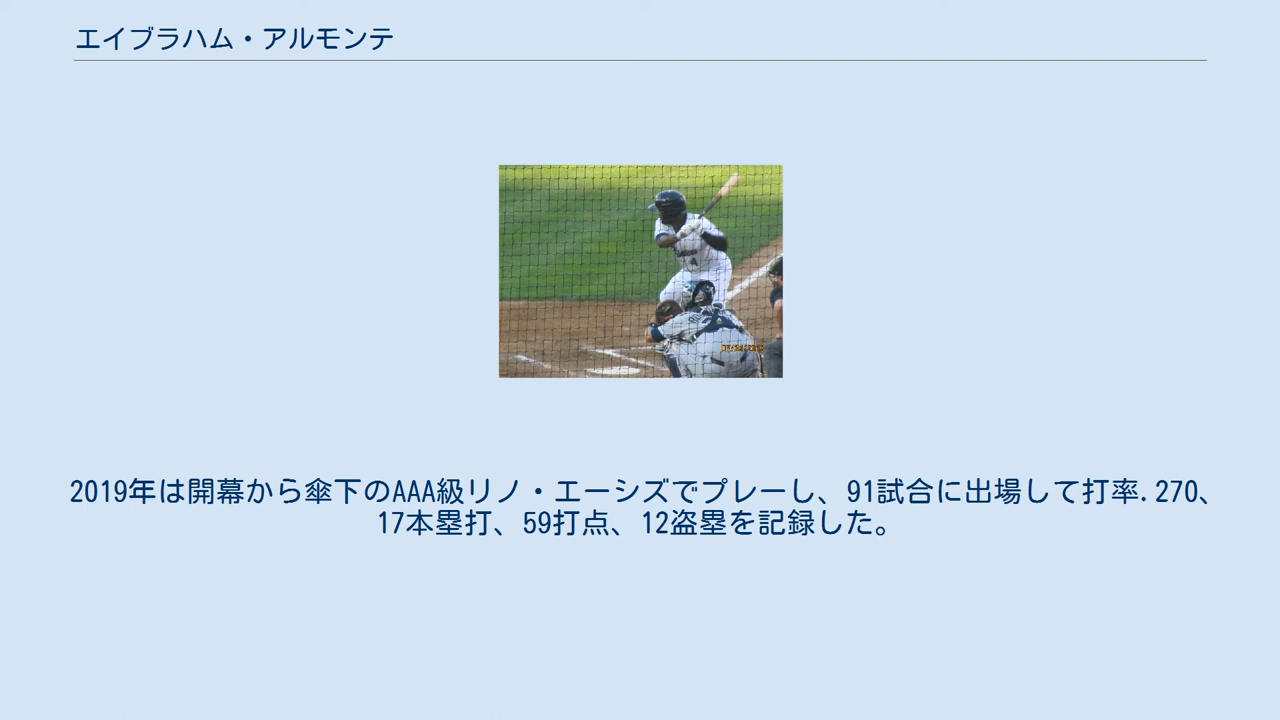 エイブラハム・アルモンテ
4
2019年は開幕から傘下のAAA級リノ・エーシズでプレーし、91試合に出場して打率.270、
17本塁打、59打点、12盗塁を記録した。